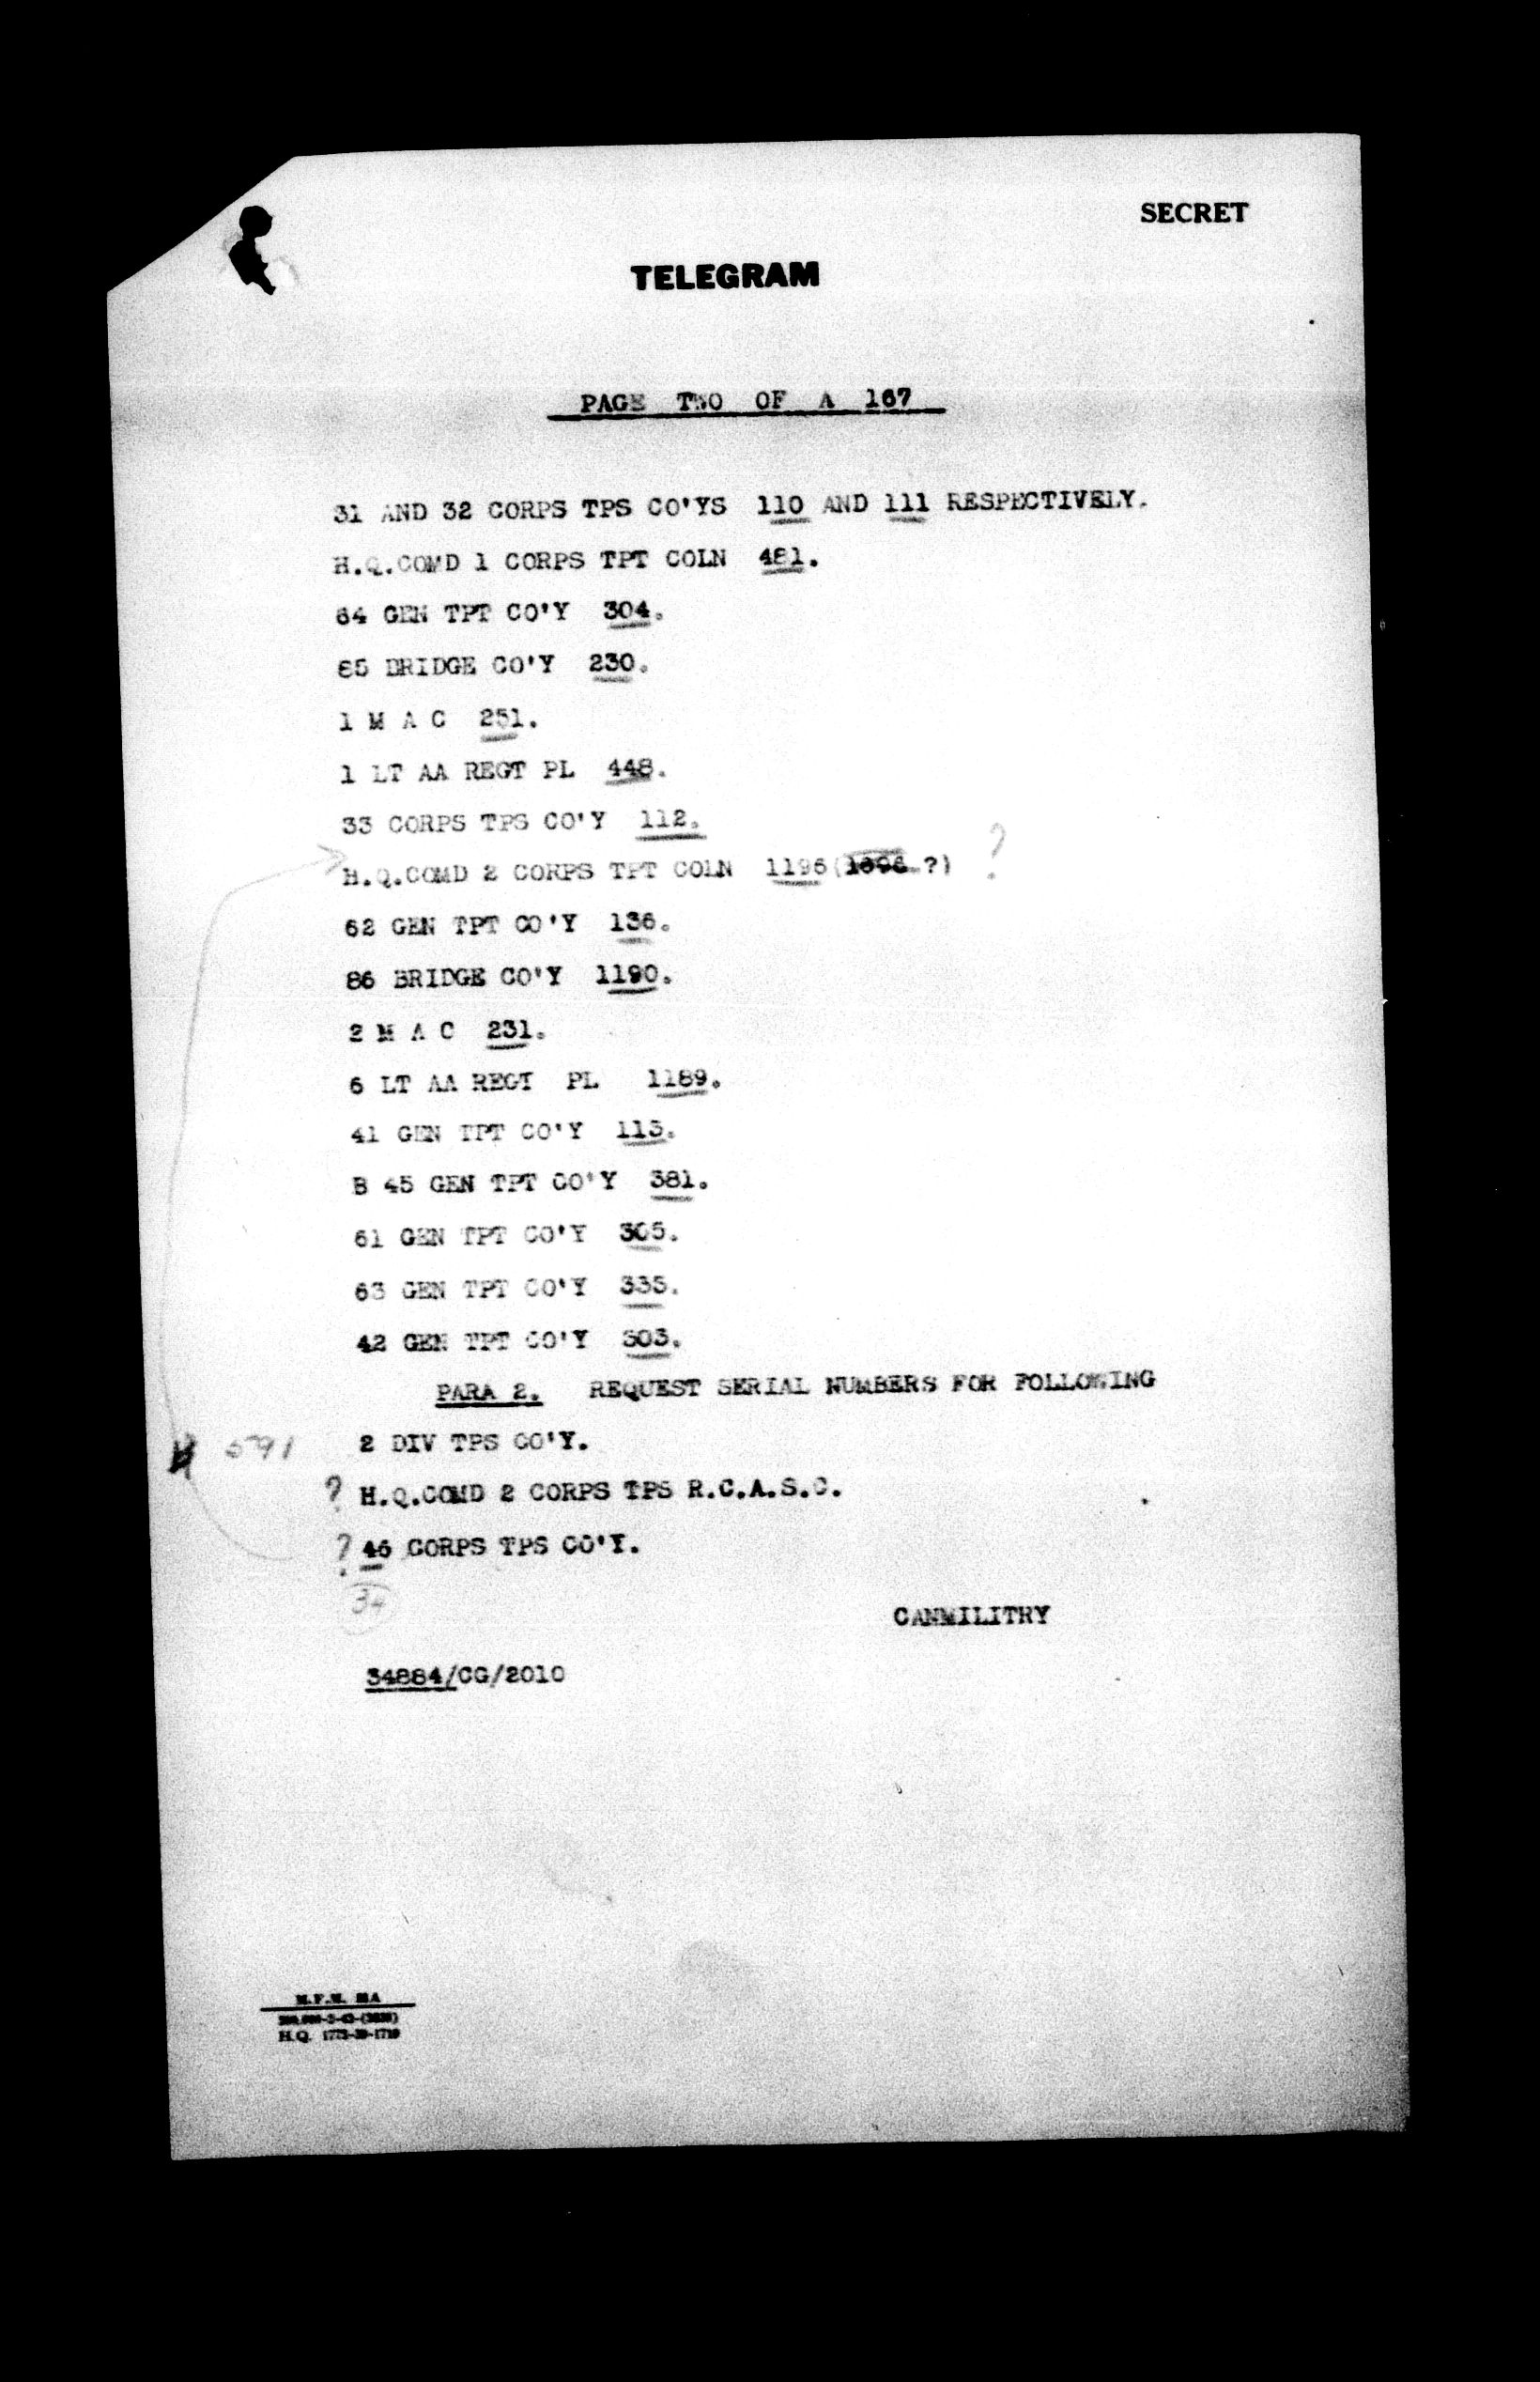 SECRET
TELEGRAM
PAGE TWO OF A 167
31 AND 32 CORPS TPS CO'YS 110 AND 111 RESPECTIVELY.
H.Q.COMD 1 CORPS TPT COLN 481.
64 GEN TPT CO'Y 304.
85 BRIDGE CO'Y 230.
1 M A C 251.
1 LT AA REGT PL 448.
33 CORPS TPS CO'Y 112.
H.Q.COMD 2 CORPS TPT COLN 1196(1696 ?) ?
62 GEN TPT CO'Y 136.
86 BRIDGE CO'Y 1190.
2 M A C 231.
6 LT AA REGT PL 1189.
41 GEN TPT CO'Y 113.
B 45 GEN TPT CO'Y 381.
61 GEN TPT CO'Y 305.
63 GEN TPT CO'Y 335.
42 GEN TPT CO'Y 303.
PARA 2. REQUEST SERIAL NUMBERS FOR FOLLOWING
591 2 DIV TPS CO'Y.
? H.Q.COMD 2 CORPS TPS R.C.A.S.C.
? 46 CORPS TPS CO'Y.
34
CANMILITRY
34884/CG/2010
M.F.M.
H.Q. 1772-39-1719